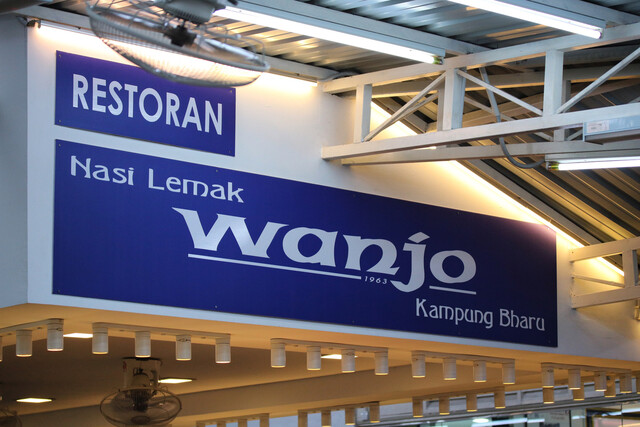 RESTORAN
Nasi Lemak
wanjo
1963
Kampung Bharu